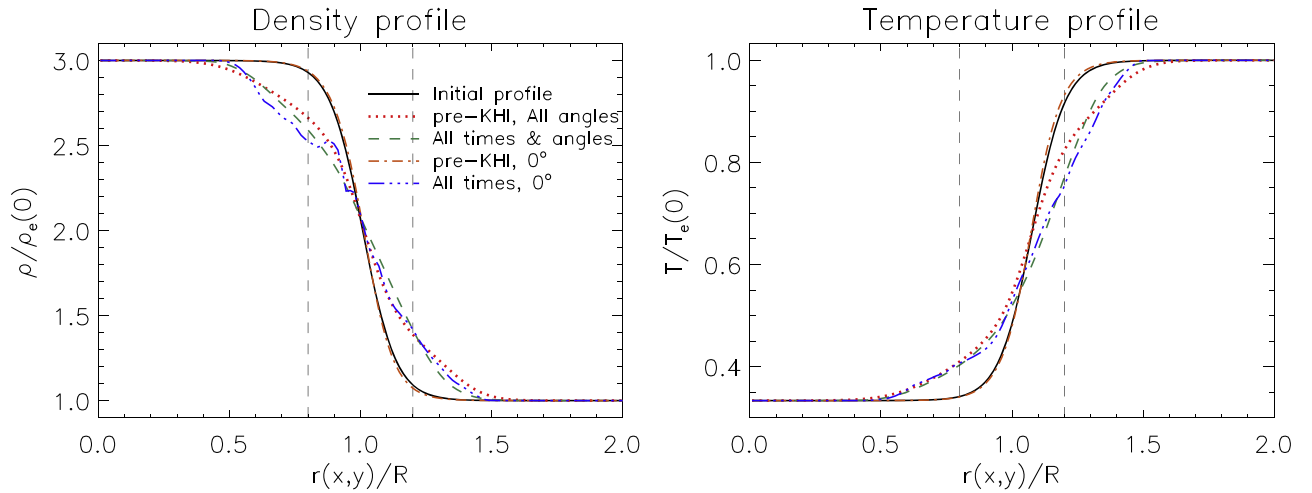 Density profile
3.0
2.5
2.0
1.5
1.0
ρ/ρₑ(0)
Initial profile
pre−KHI, All angles
All times & angles
pre−KHI, 0°
All times, 0°
0.0 0.5 1.0 1.5 2.0
r(x,y)/R
Temperature profile
1.0
0.8
0.6
0.4
T/Tₑ(0)
0.0 0.5 1.0 1.5 2.0
r(x,y)/R